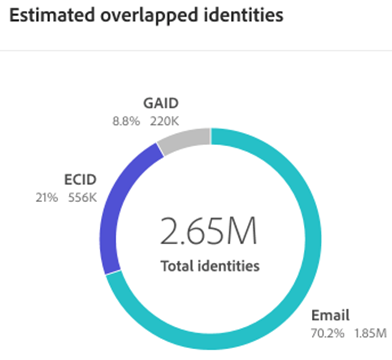 Estimated overlapped identities
GAID
8.8% 220K
ECID
21% 556K
2.65M
Total identities
Email
70.2% 1.85M